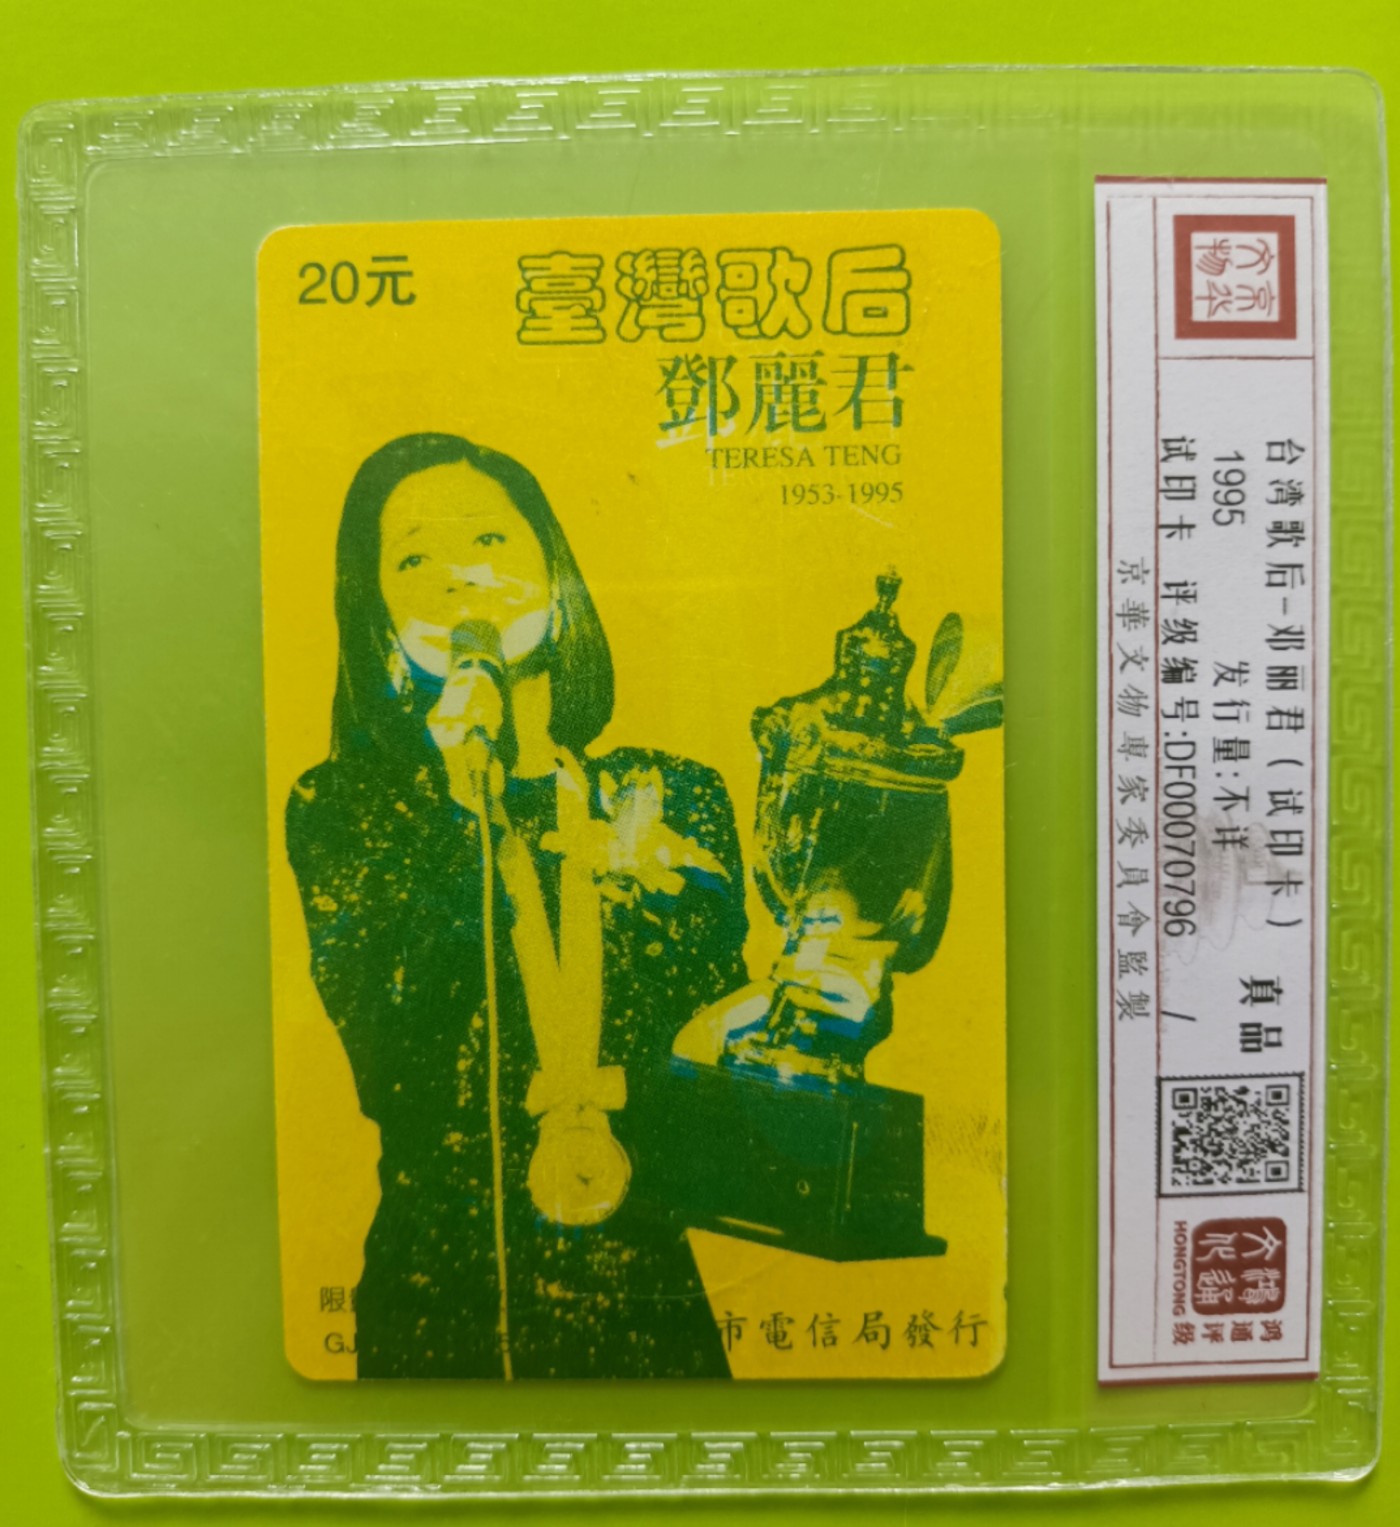 20元
臺灣歌后
鄧麗君
TERESA TENG
1953-1995
限
GJ
市電信局發行
台湾歌后-邓丽君(试印卡) 真品
1995 发行量:不详
试印卡 评级编号:DF00070796 /
京華文物專家委員會監製
京华文物
鸿通评级
HONGTONG